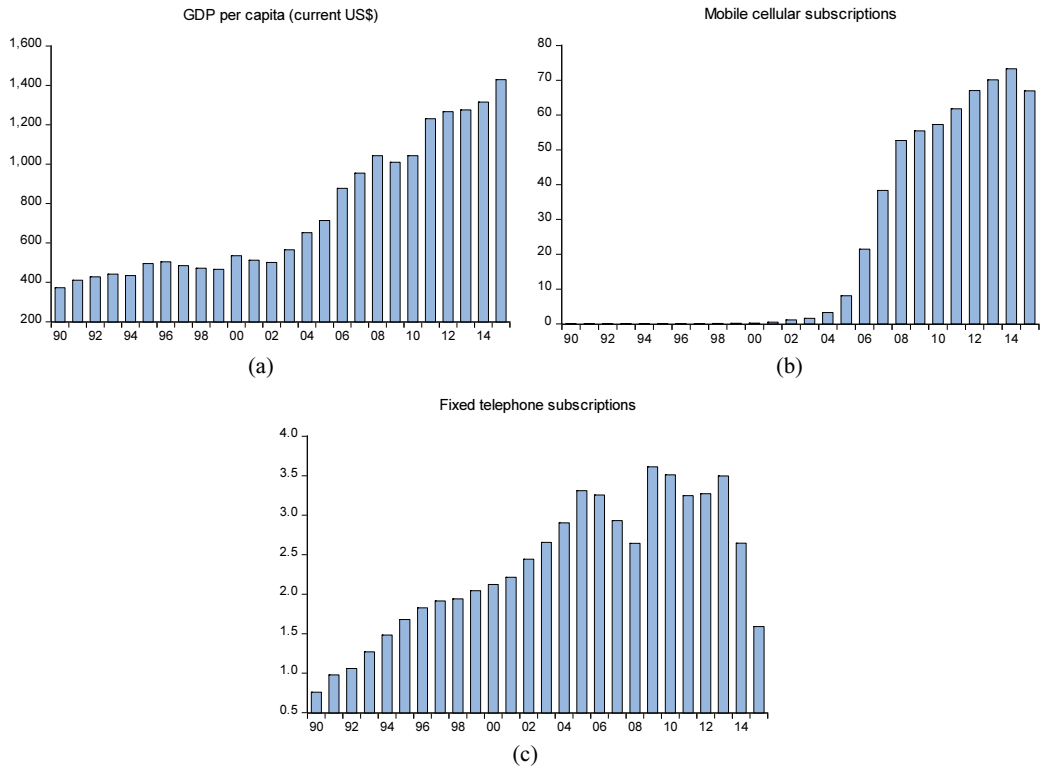 GDP per capita (current US$)
1,600
1,400
1,200
1,000
800
600
400
200
90 92 94 96 98 00 02 04 06 08 10 12 14
(a)
Mobile cellular subscriptions
80
70
60
50
40
30
20
10
0
90 92 94 96 98 00 02 04 06 08 10 12 14
(b)
Fixed telephone subscriptions
4.0
3.5
3.0
2.5
2.0
1.5
1.0
0.5
90 92 94 96 98 00 02 04 06 08 10 12 14
(c)